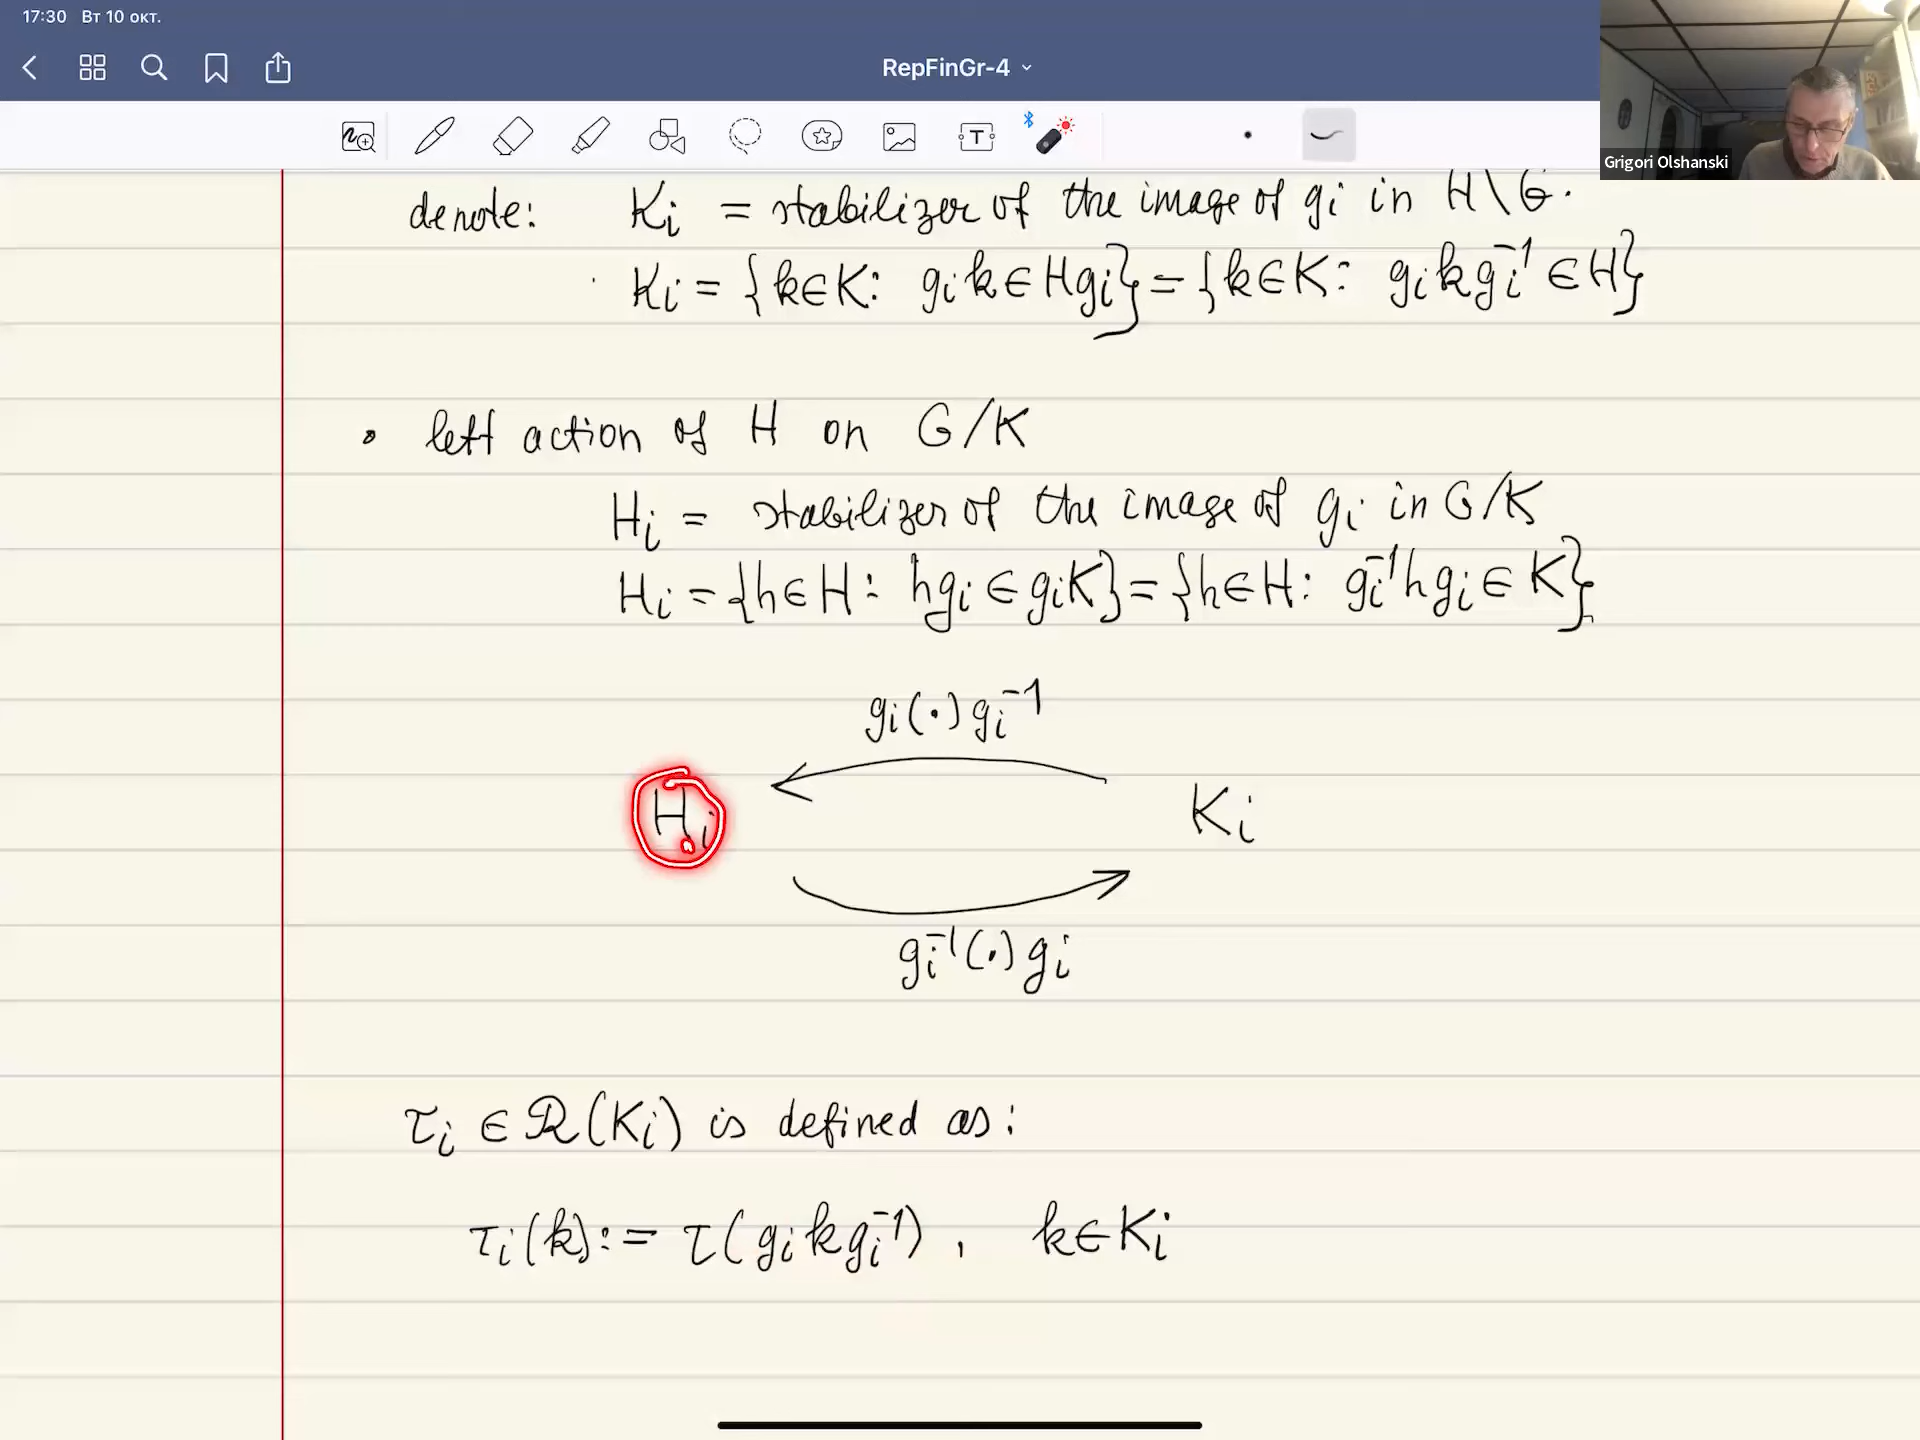 17:30 Вт 10 окт.
RepFinGr-4
Grigori Olshanski
denote: Ki = stabilizer of the image of gi in H\G.
Ki = {k∈K: gik∈Hgi} = {k∈K: gikgi⁻¹ ∈H}
• left action of H on G/K
Hi = stabilizer of the image of gi in G/K
Hi = {h∈H: hgi ∈ giK} = {h∈H: gi⁻¹hgi ∈ K}
gi(·)gi⁻¹
Hi Ki
gi⁻¹(·)gi
τi ∈ R(Ki) is defined as:
τi(k) := τ(gikgi⁻¹), k∈Ki